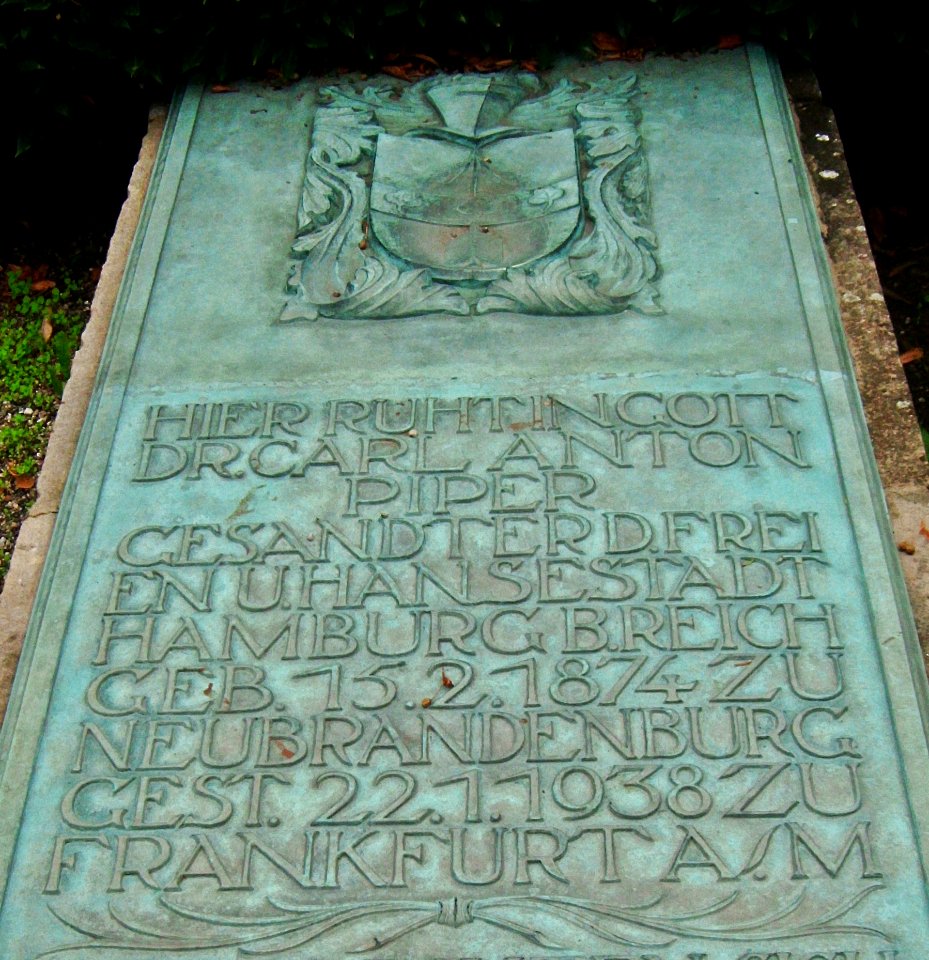 HIER RUHT IN GOTT
DR. CARL ANTON
PIPER
GESANDTER D. FREI
EN U. HANSESTADT
HAMBURG B. REICH
GEB. 15.2.1874 ZU
NEUBRANDENBURG
GEST. 22.1.1938 ZU
FRANKFURT A/.M